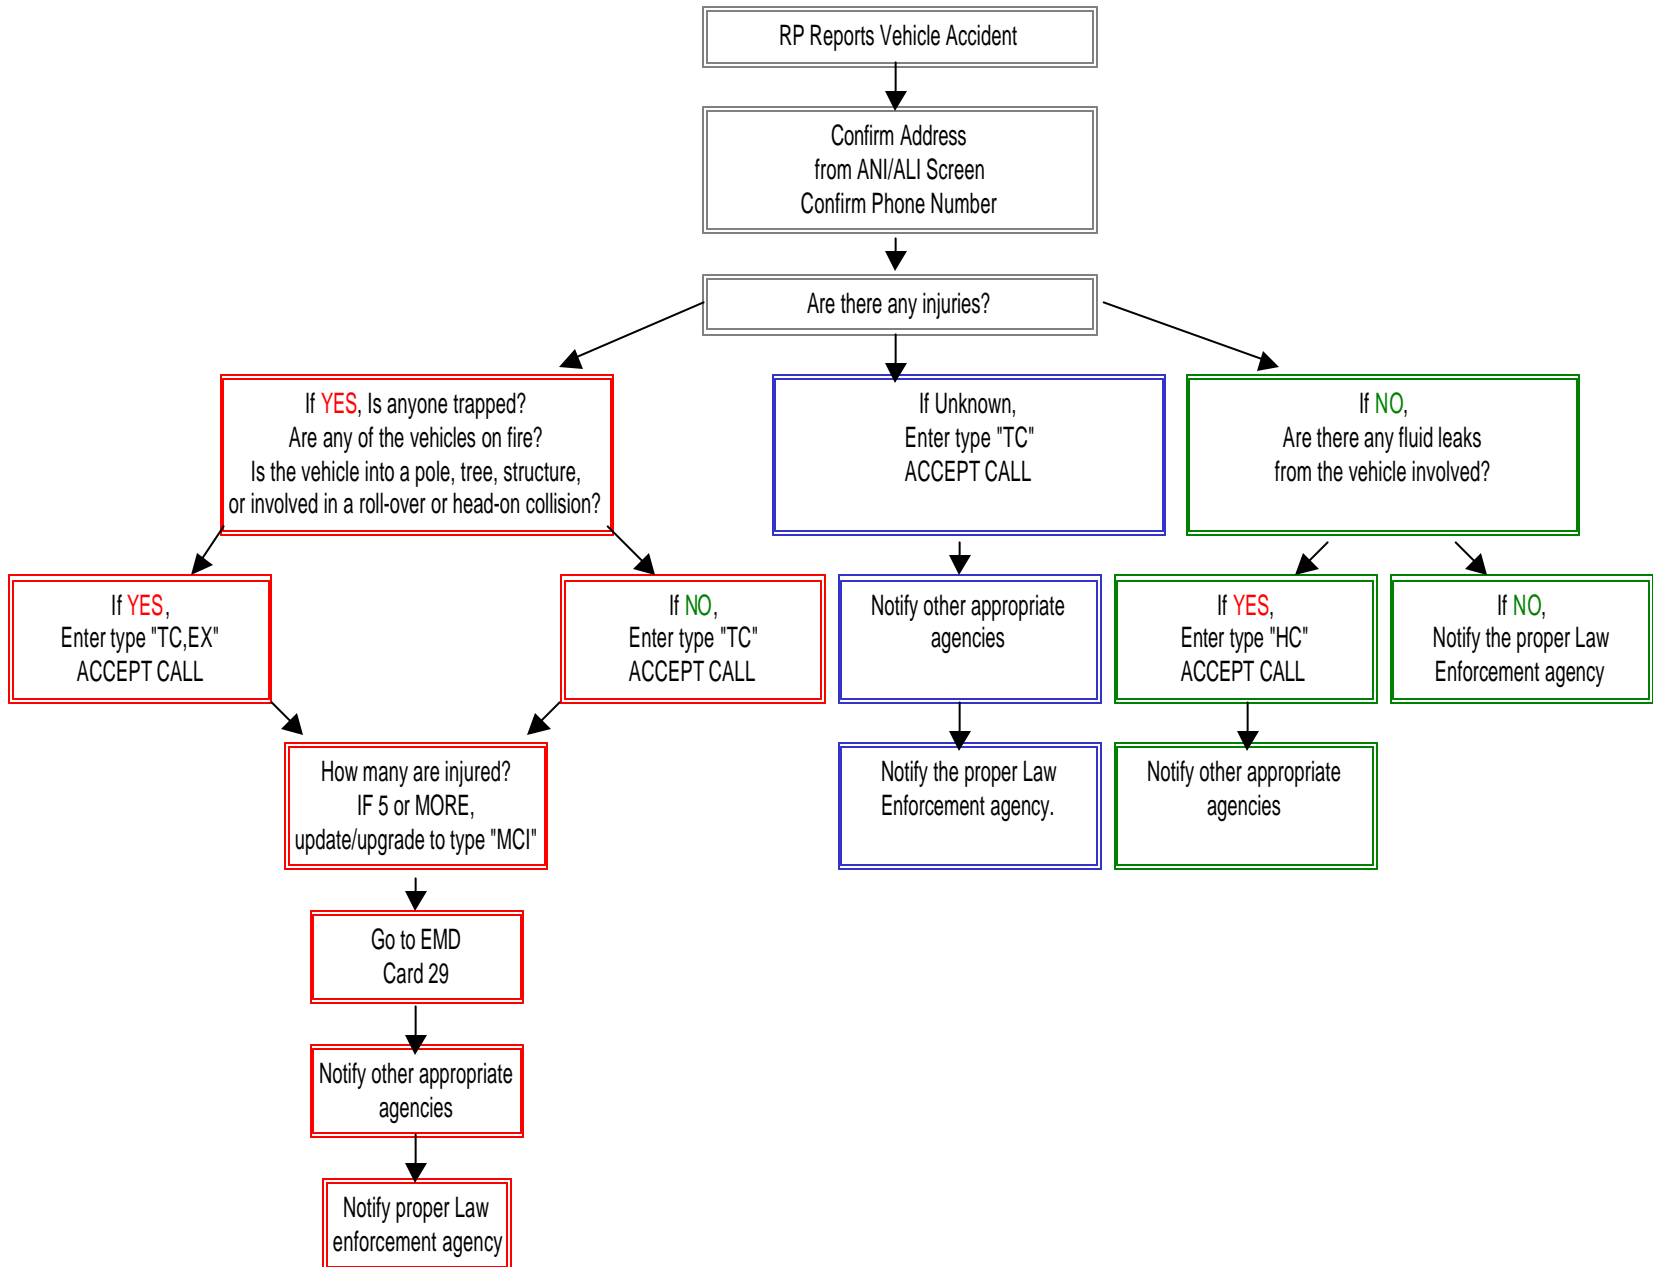 RP Reports Vehicle Accident
Confirm Address
from ANI/ALI Screen
Confirm Phone Number
Are there any injuries?
If YES, Is anyone trapped?
Are any of the vehicles on fire?
Is the vehicle into a pole, tree, structure,
or involved in a roll-over or head-on collision?
If Unknown,
Enter type "TC"
ACCEPT CALL
If NO,
Are there any fluid leaks
from the vehicle involved?
If YES,
Enter type "TC,EX"
ACCEPT CALL
If NO,
Enter type "TC"
ACCEPT CALL
Notify other appropriate
agencies
If YES,
Enter type "HC"
ACCEPT CALL
If NO,
Notify the proper Law
Enforcement agency
How many are injured?
IF 5 or MORE,
update/upgrade to type "MCI"
Notify the proper Law
Enforcement agency.
Notify other appropriate
agencies
Go to EMD
Card 29
Notify other appropriate
agencies
Notify proper Law
enforcement agency